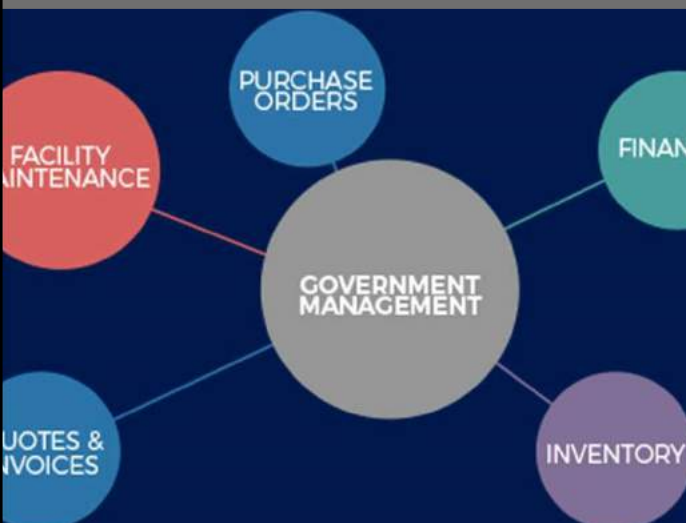 PURCHASE
ORDERS
FACILITY
AINTENANCE
FINAN
GOVERNMENT
MANAGEMENT
UOTES &
NVOICES
INVENTORY